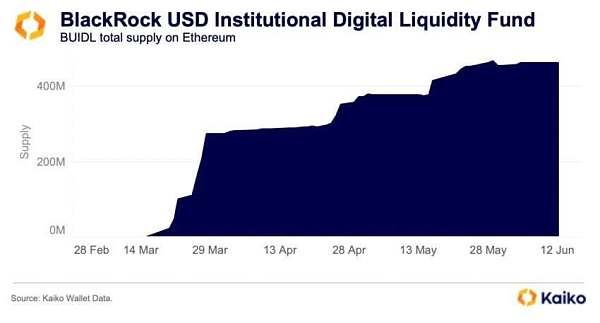 BlackRock USD Institutional Digital Liquidity Fund
BUIDL total supply on Ethereum
400M
Supply
200M
0M
28 Feb 14 Mar 29 Mar 13 Apr 28 Apr 13 May 28 May 12 Jun
Source: Kaiko Wallet Data.
Kaiko